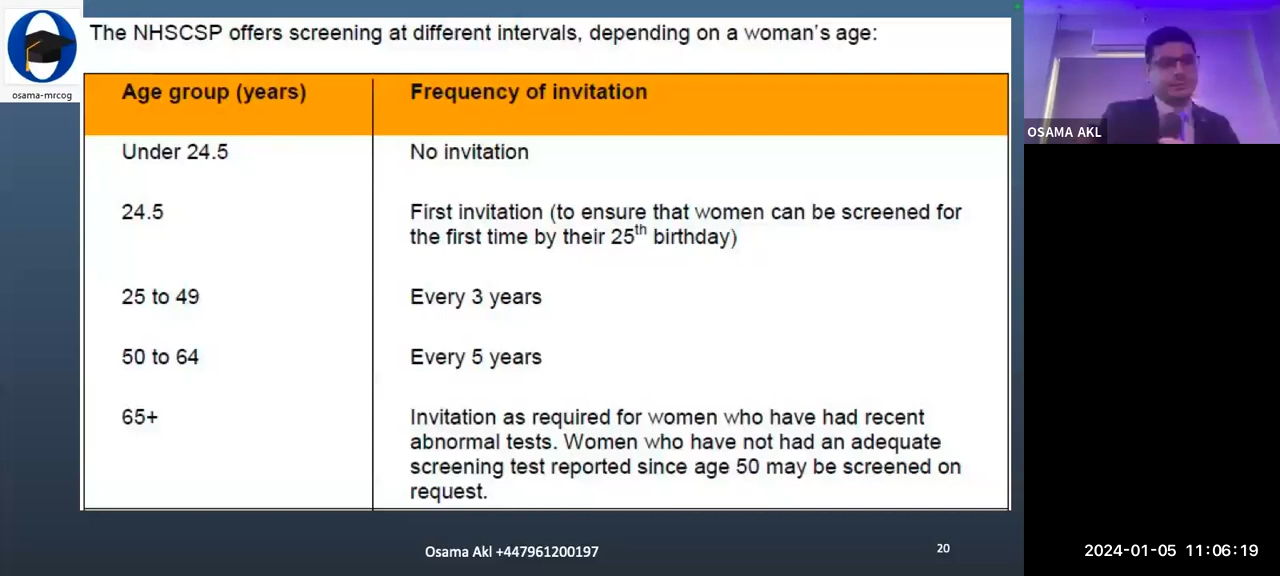 The NHSCSP offers screening at different intervals, depending on a woman's age:
osama-mrcog
Age group (years) Frequency of invitation
Under 24.5 No invitation
24.5 First invitation (to ensure that women can be screened for
the first time by their 25th birthday)
25 to 49 Every 3 years
50 to 64 Every 5 years
65+ Invitation as required for women who have had recent
abnormal tests. Women who have not had an adequate
screening test reported since age 50 may be screened on
request.
Osama Akl +447961200197
20
OSAMA AKL
2024-01-05 11:06:19